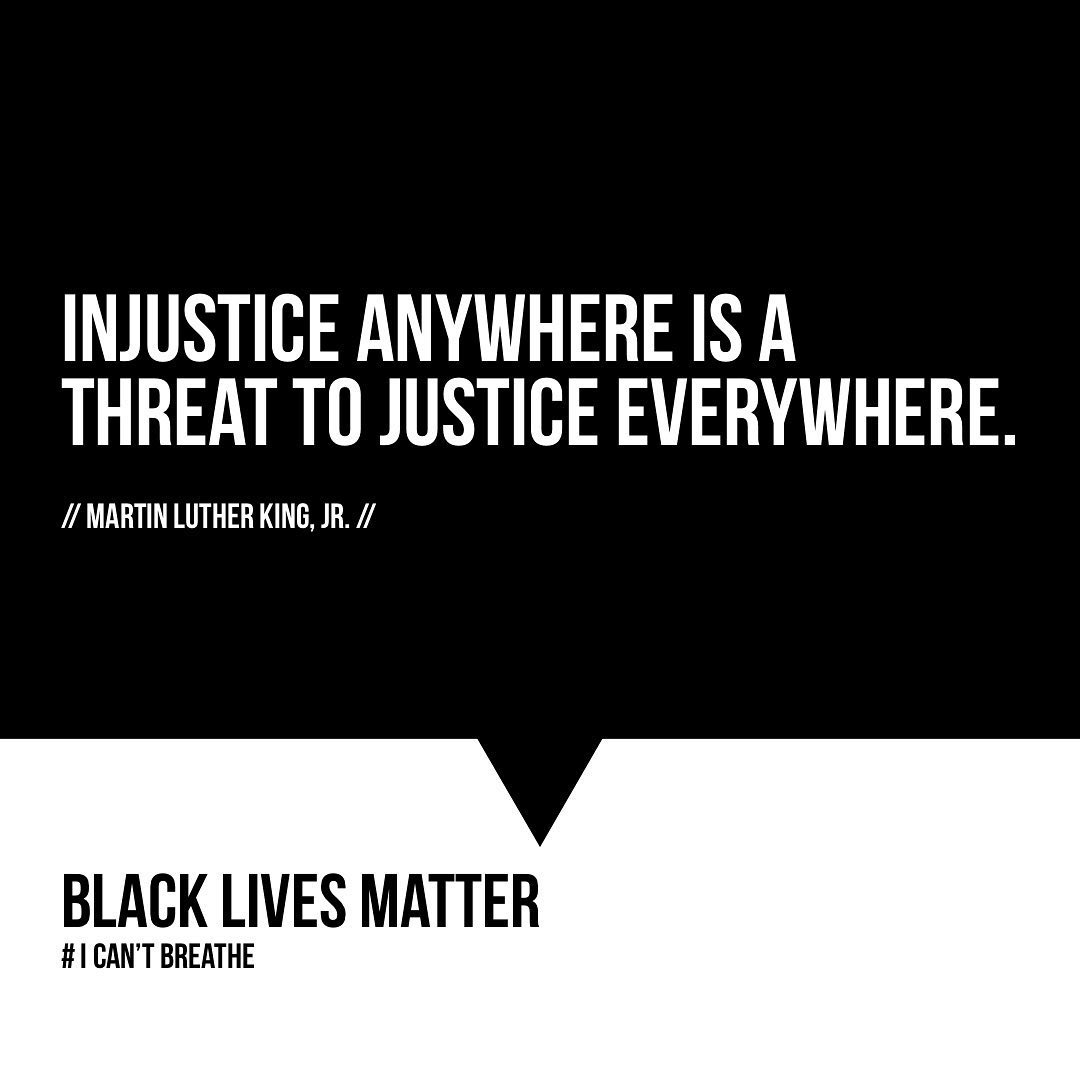 INJUSTICE ANYWHERE IS A
THREAT TO JUSTICE EVERYWHERE.
// MARTIN LUTHER KING, JR. //
BLACK LIVES MATTER
# I CAN’T BREATHE